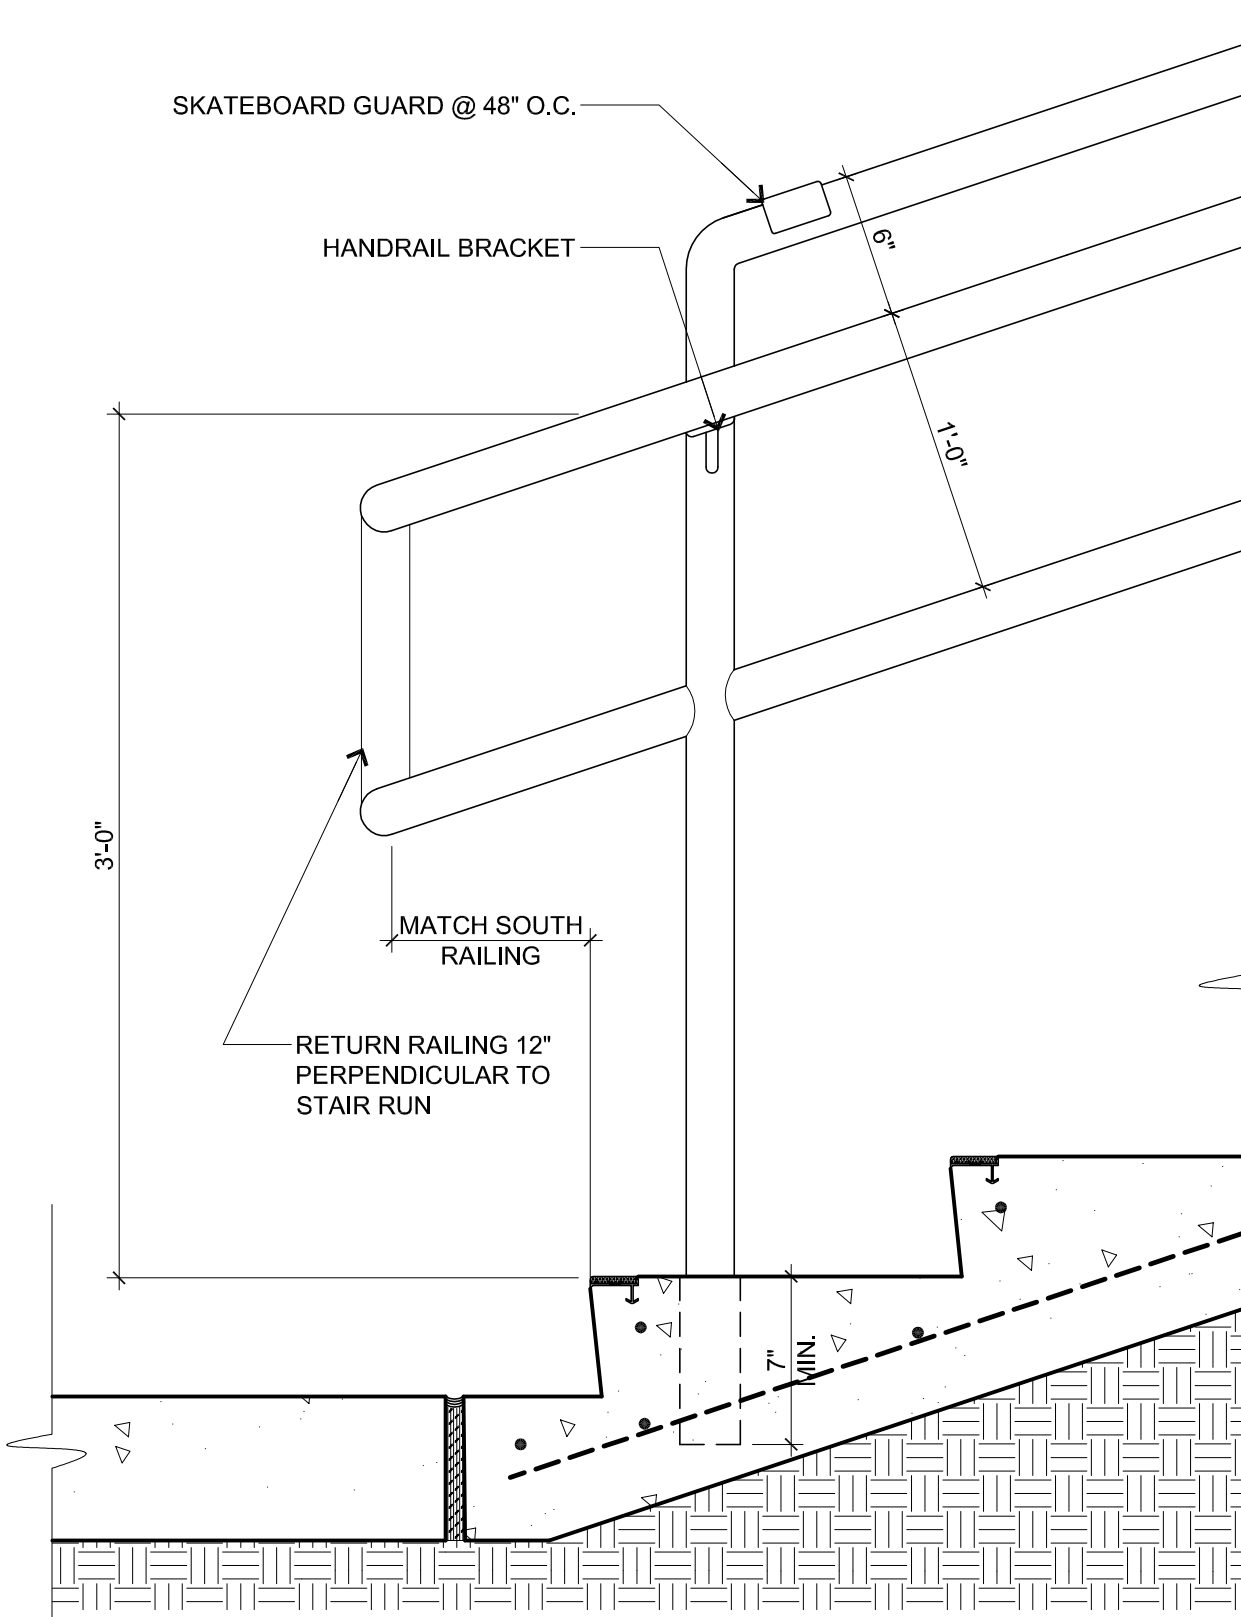 SKATEBOARD GUARD @ 48" O.C.
HANDRAIL BRACKET
6"
1'-0"
3'-0"
MATCH SOUTH
RAILING
RETURN RAILING 12"
PERPENDICULAR TO
STAIR RUN
7"
MIN.